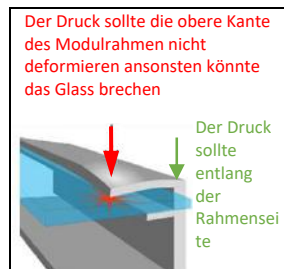 Der Druck sollte die obere Kante
des Modulrahmen nicht
deformieren ansonsten könnte
das Glass brechen
Der Druck
sollte
entlang
der
Rahmensei
te